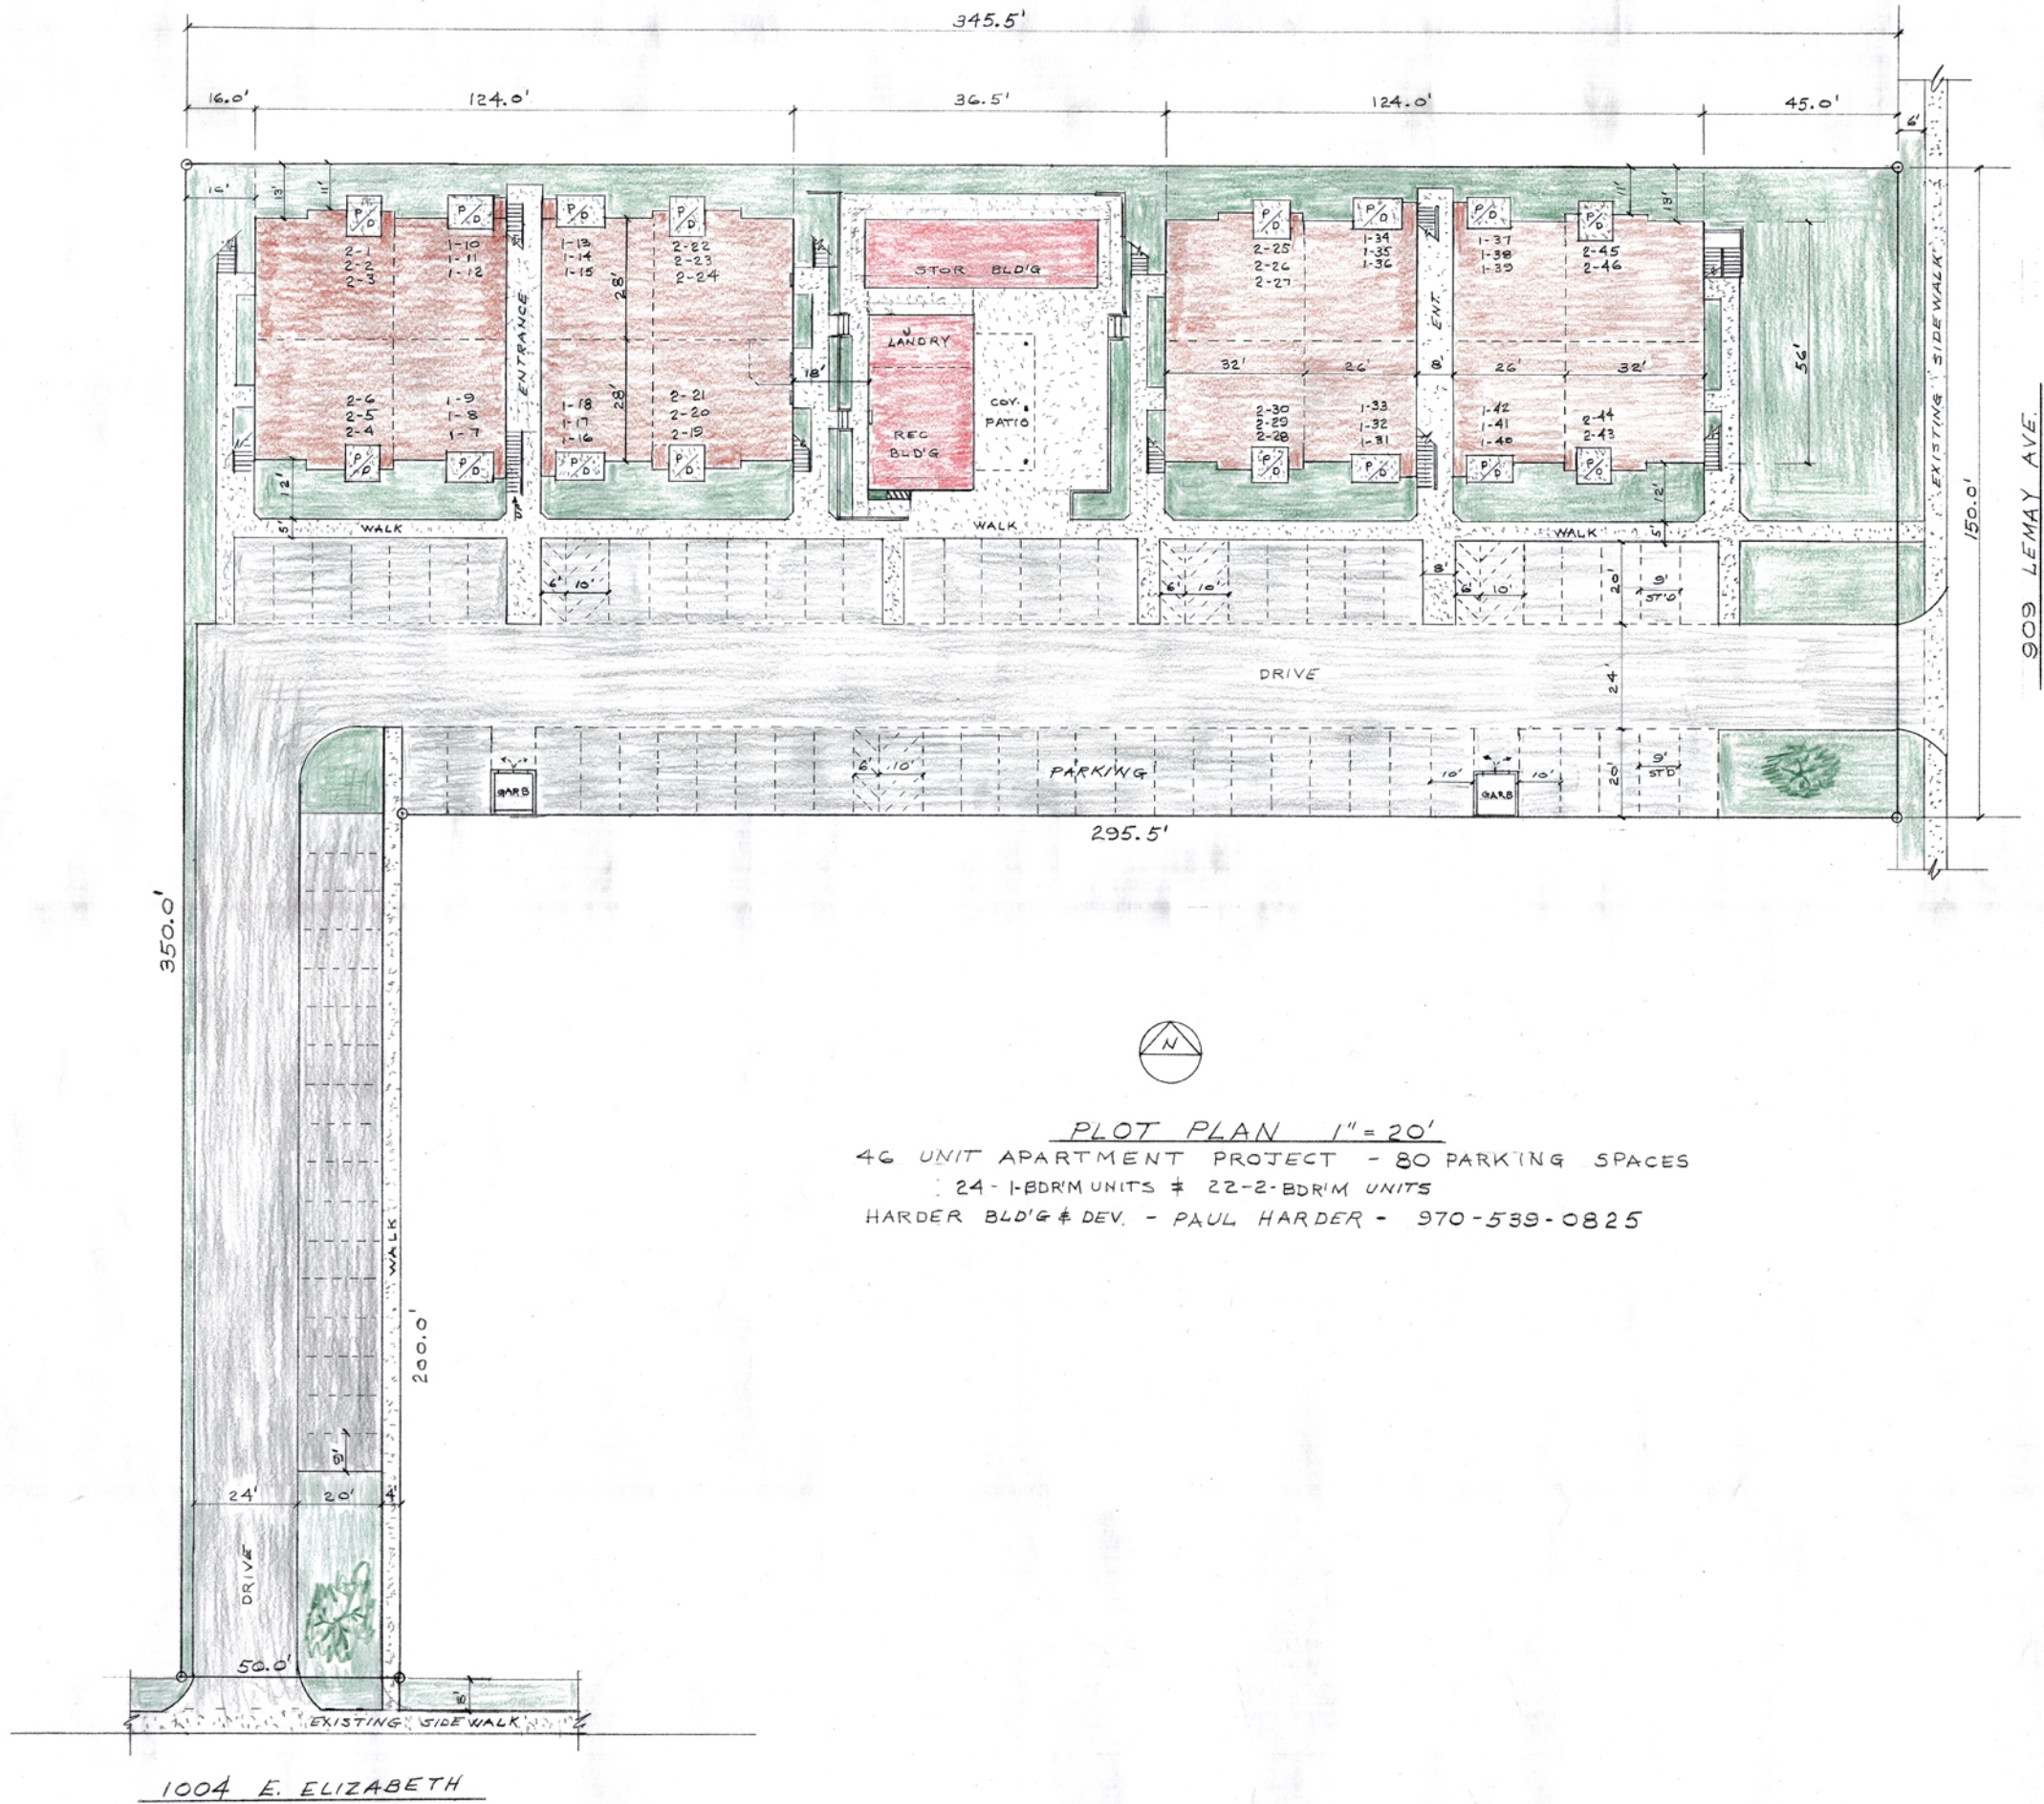 345.5'
16.0' 124.0' 36.5' 124.0' 45.0'
6'
16' 13' 11' 11' 13'
P/D P/D P/D P/D P/D P/D P/D P/D
2-1 1-10 1-13 2-22 2-25 1-34 1-37 2-45
2-2 1-11 1-14 2-23 2-26 1-35 1-38 2-46
2-3 1-12 1-15 2-24 2-27 1-36 1-39
ENTRANCE
28'
STOR BLD'G
ENT.
EXISTING SIDEWALK
LANDRY
18'
32' 26' 8' 26' 32'
56'
28'
COV.
PATIO
REC
BLD'G
2-6 1-9 1-18 2-21 2-30 1-33 1-42 2-44
2-5 1-8 1-17 2-20 2-29 1-32 1-41 2-43
2-4 1-7 1-16 2-19 2-28 1-31 1-40
P/D P/D P/D P/D P/D P/D P/D P/D
12' 12'
UP
5' WALK WALK WALK 5'
150.0'
909 LEMAY AVE.
6' 10' 6' 10' 8' 6' 10' 20' 9'
ST'D
DRIVE
24'
GARB 6' 10' PARKING 10' GARB 10' 20' 9'
STD
295.5'
350.0'
N
PLOT PLAN 1" = 20'
46 UNIT APARTMENT PROJECT - 80 PARKING SPACES
24 - 1-BDR'M UNITS & 22-2-BDR'M UNITS
HARDER BLD'G & DEV. - PAUL HARDER - 970-539-0825
WALK
200.0'
9'
24' 20' 4'
DRIVE
50.0'
8'
EXISTING SIDEWALK
1004 E. ELIZABETH